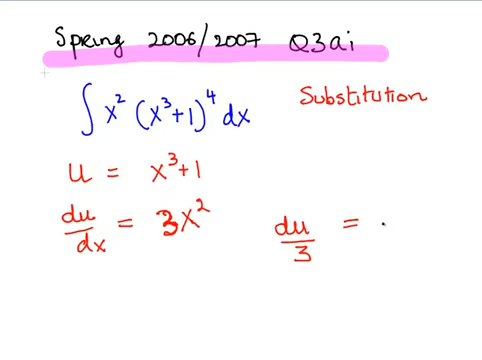 Spring 2006/2007 Q3ai
∫ x² (x³+1)⁴ dx Substitution
u = x³+1
du/dx = 3x² du/3 =